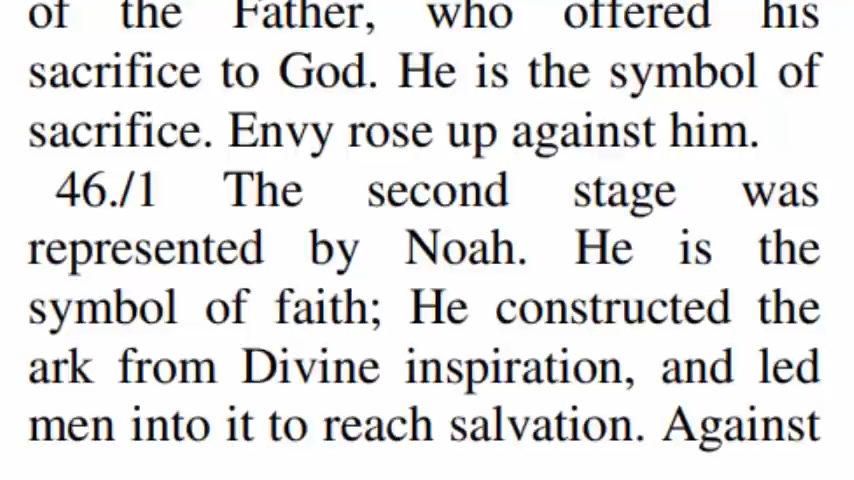 of the Father, who offered his
sacrifice to God. He is the symbol of
sacrifice. Envy rose up against him.
46./1 The second stage was
represented by Noah. He is the
symbol of faith; He constructed the
ark from Divine inspiration, and led
men into it to reach salvation. Against